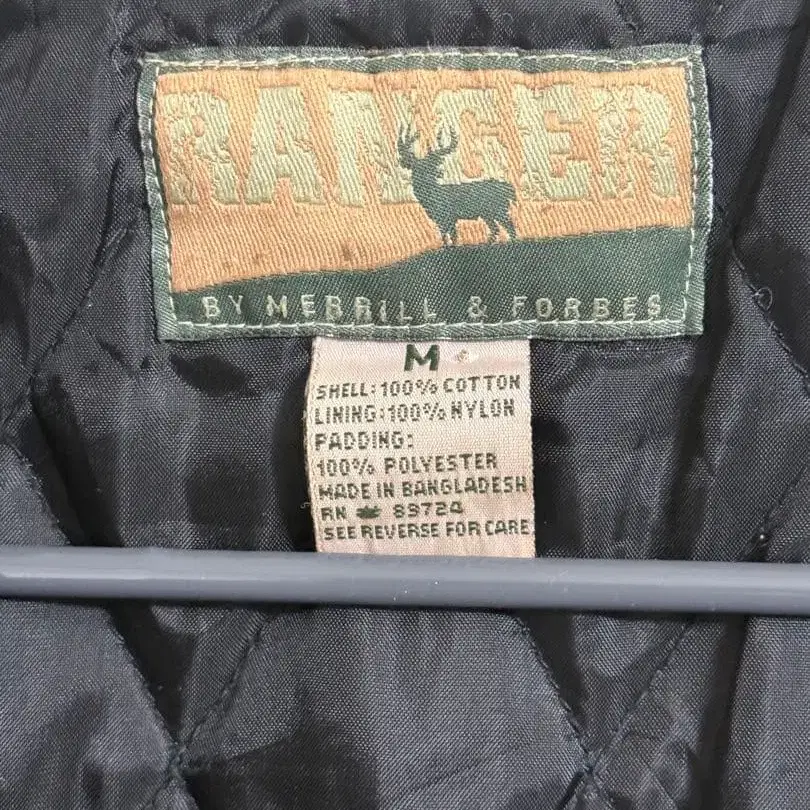 RANGER
BY MERRILL & FORBES
M
SHELL:100% COTTON
LINING:100% NYLON
PADDING:
100% POLYESTER
MADE IN BANGLADESH
RN # 89724
SEE REVERSE FOR CARE